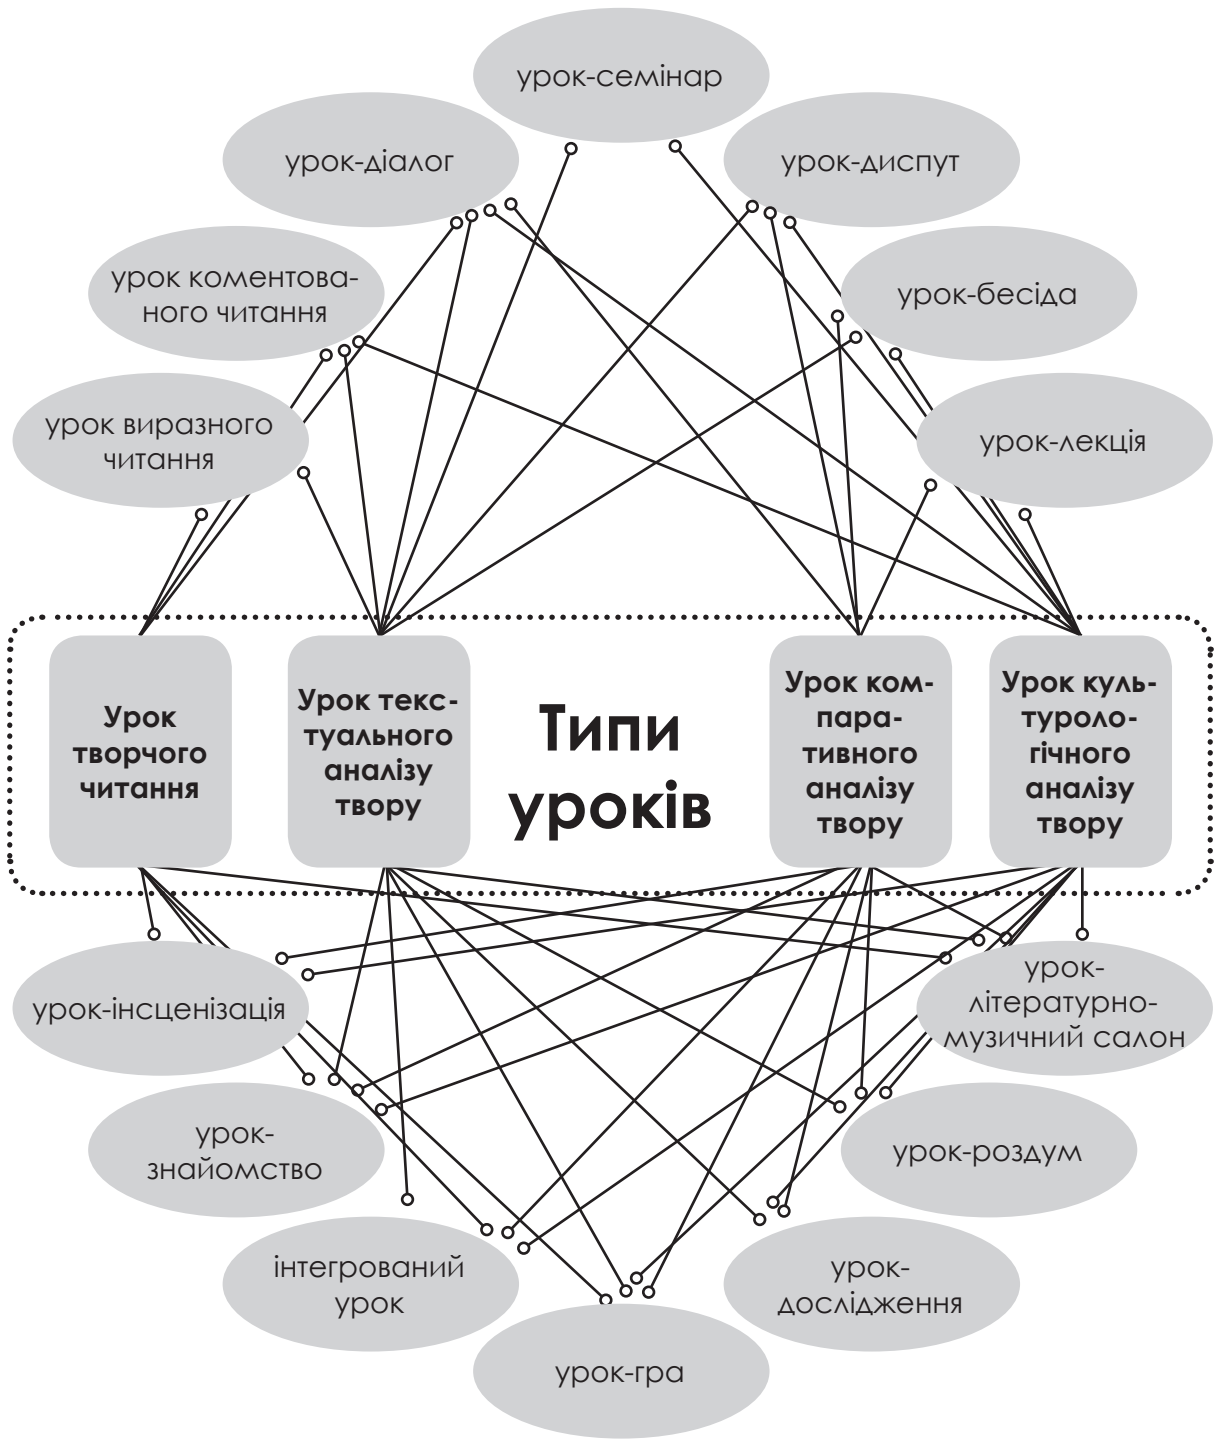 урок-семінар
урок-діалог
урок-диспут
урок коментова-
ного читання
урок-бесіда
урок виразного
читання
урок-лекція
Урок
творчого
читання
Урок текс-
туального
аналізу
твору
Типи
уроків
Урок ком-
пара-
тивного
аналізу
твору
Урок куль-
туроло-
гічного
аналізу
твору
урок-інсценізація
урок-
літературно-
музичний салон
урок-
знайомство
урок-роздум
інтегрований
урок
урок-
дослідження
урок-гра